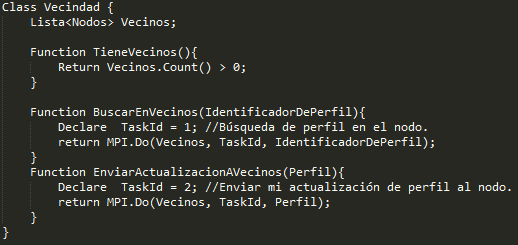 Class Vecindad {
    Lista<Nodos> Vecinos;

    Function TieneVecinos(){
        Return Vecinos.Count() > 0;
    }

    Function BuscarEnVecinos(IdentificadorDePerfil){
        Declare  TaskId = 1; //Búsqueda de perfil en el nodo.
        return MPI.Do(Vecinos, TaskId, IdentificadorDePerfil);
    }
    Function EnviarActualizacionAVecinos(Perfil){
        Declare  TaskId = 2; //Enviar mi actualización de perfil al nodo.
        return MPI.Do(Vecinos, TaskId, Perfil);
    }
}